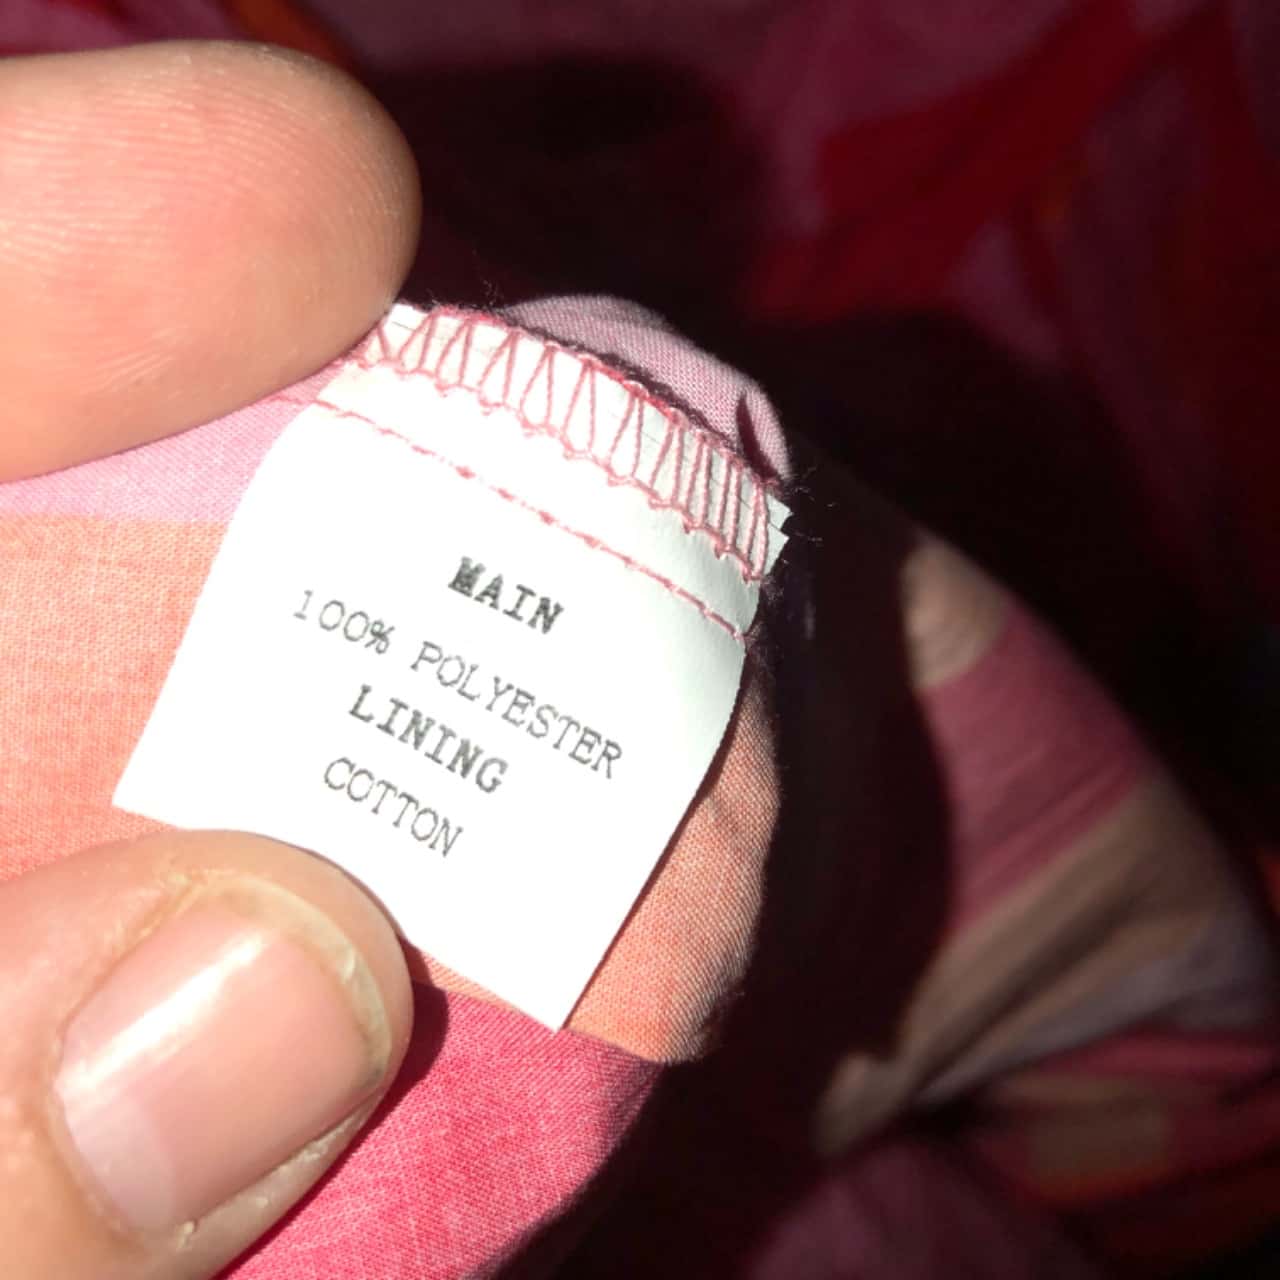 MAIN
100% POLYESTER
LINING
COTTON